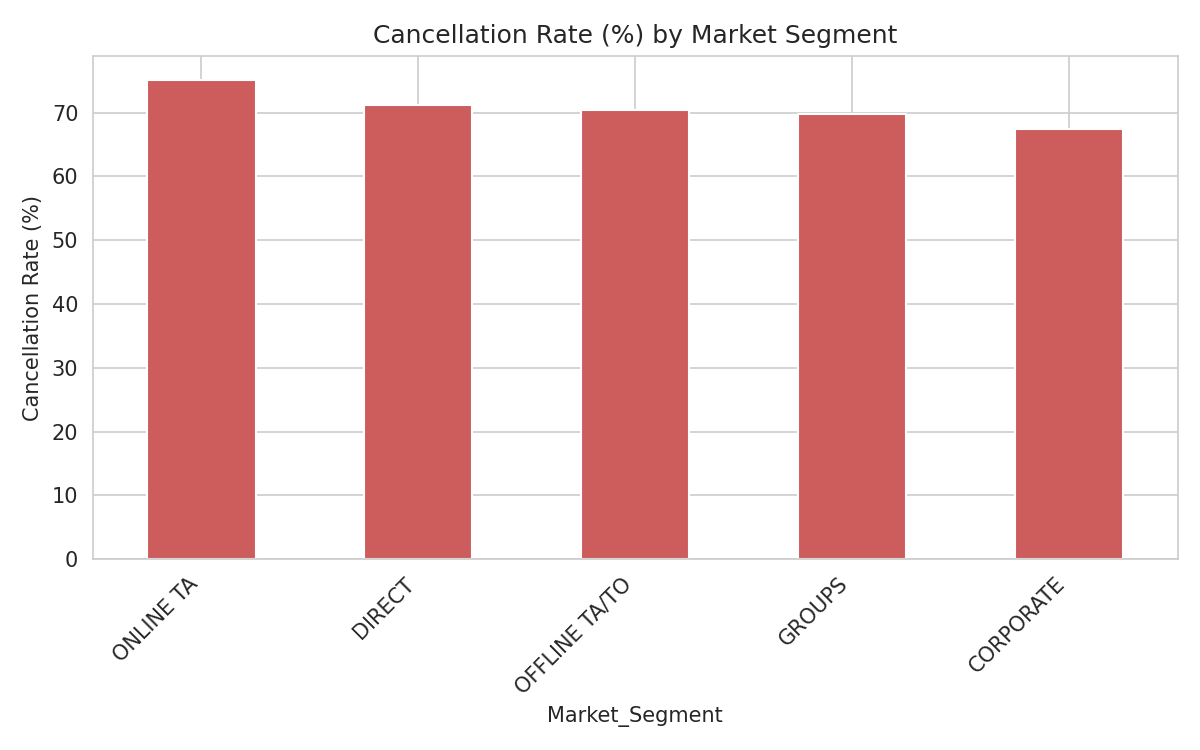 Cancellation Rate (%) by Market Segment
Cancellation Rate (%)
70
60
50
40
30
20
10
0
ONLINE TA
DIRECT
OFFLINE TA/TO
GROUPS
CORPORATE
Market_Segment